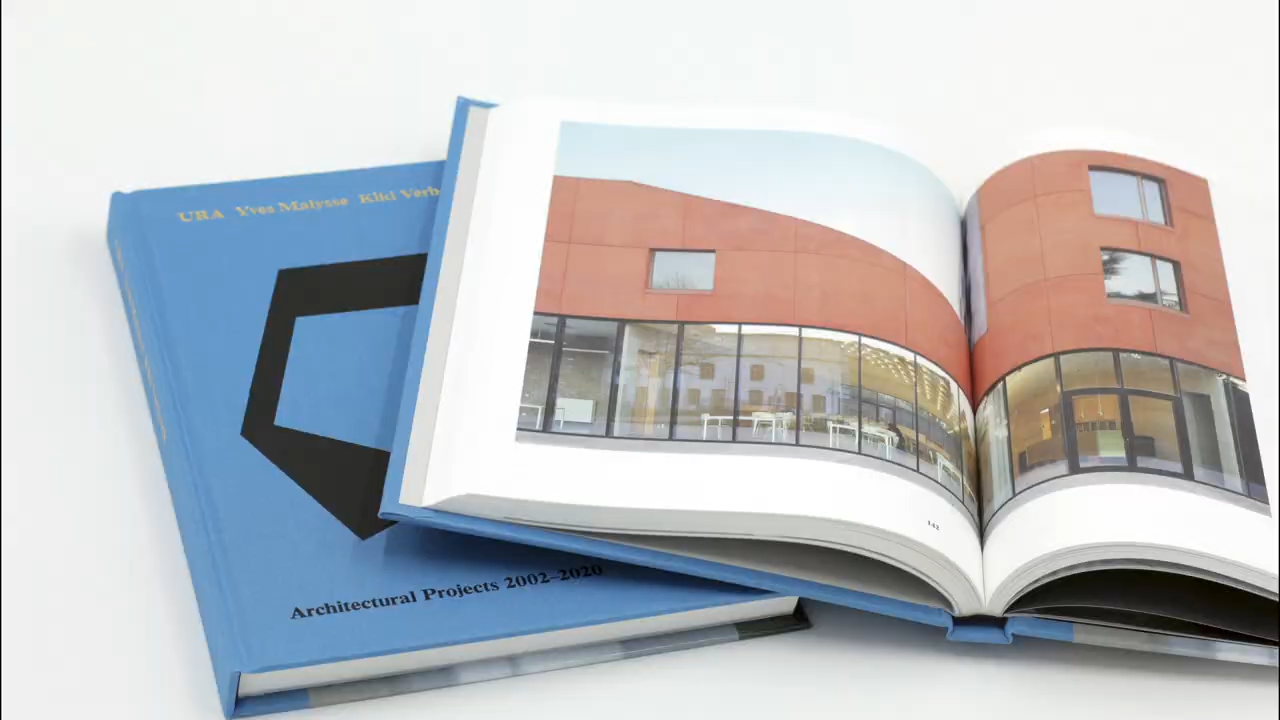 URA Yves Malysse Kiki Verb
Architectural Projects 2002–2020
142